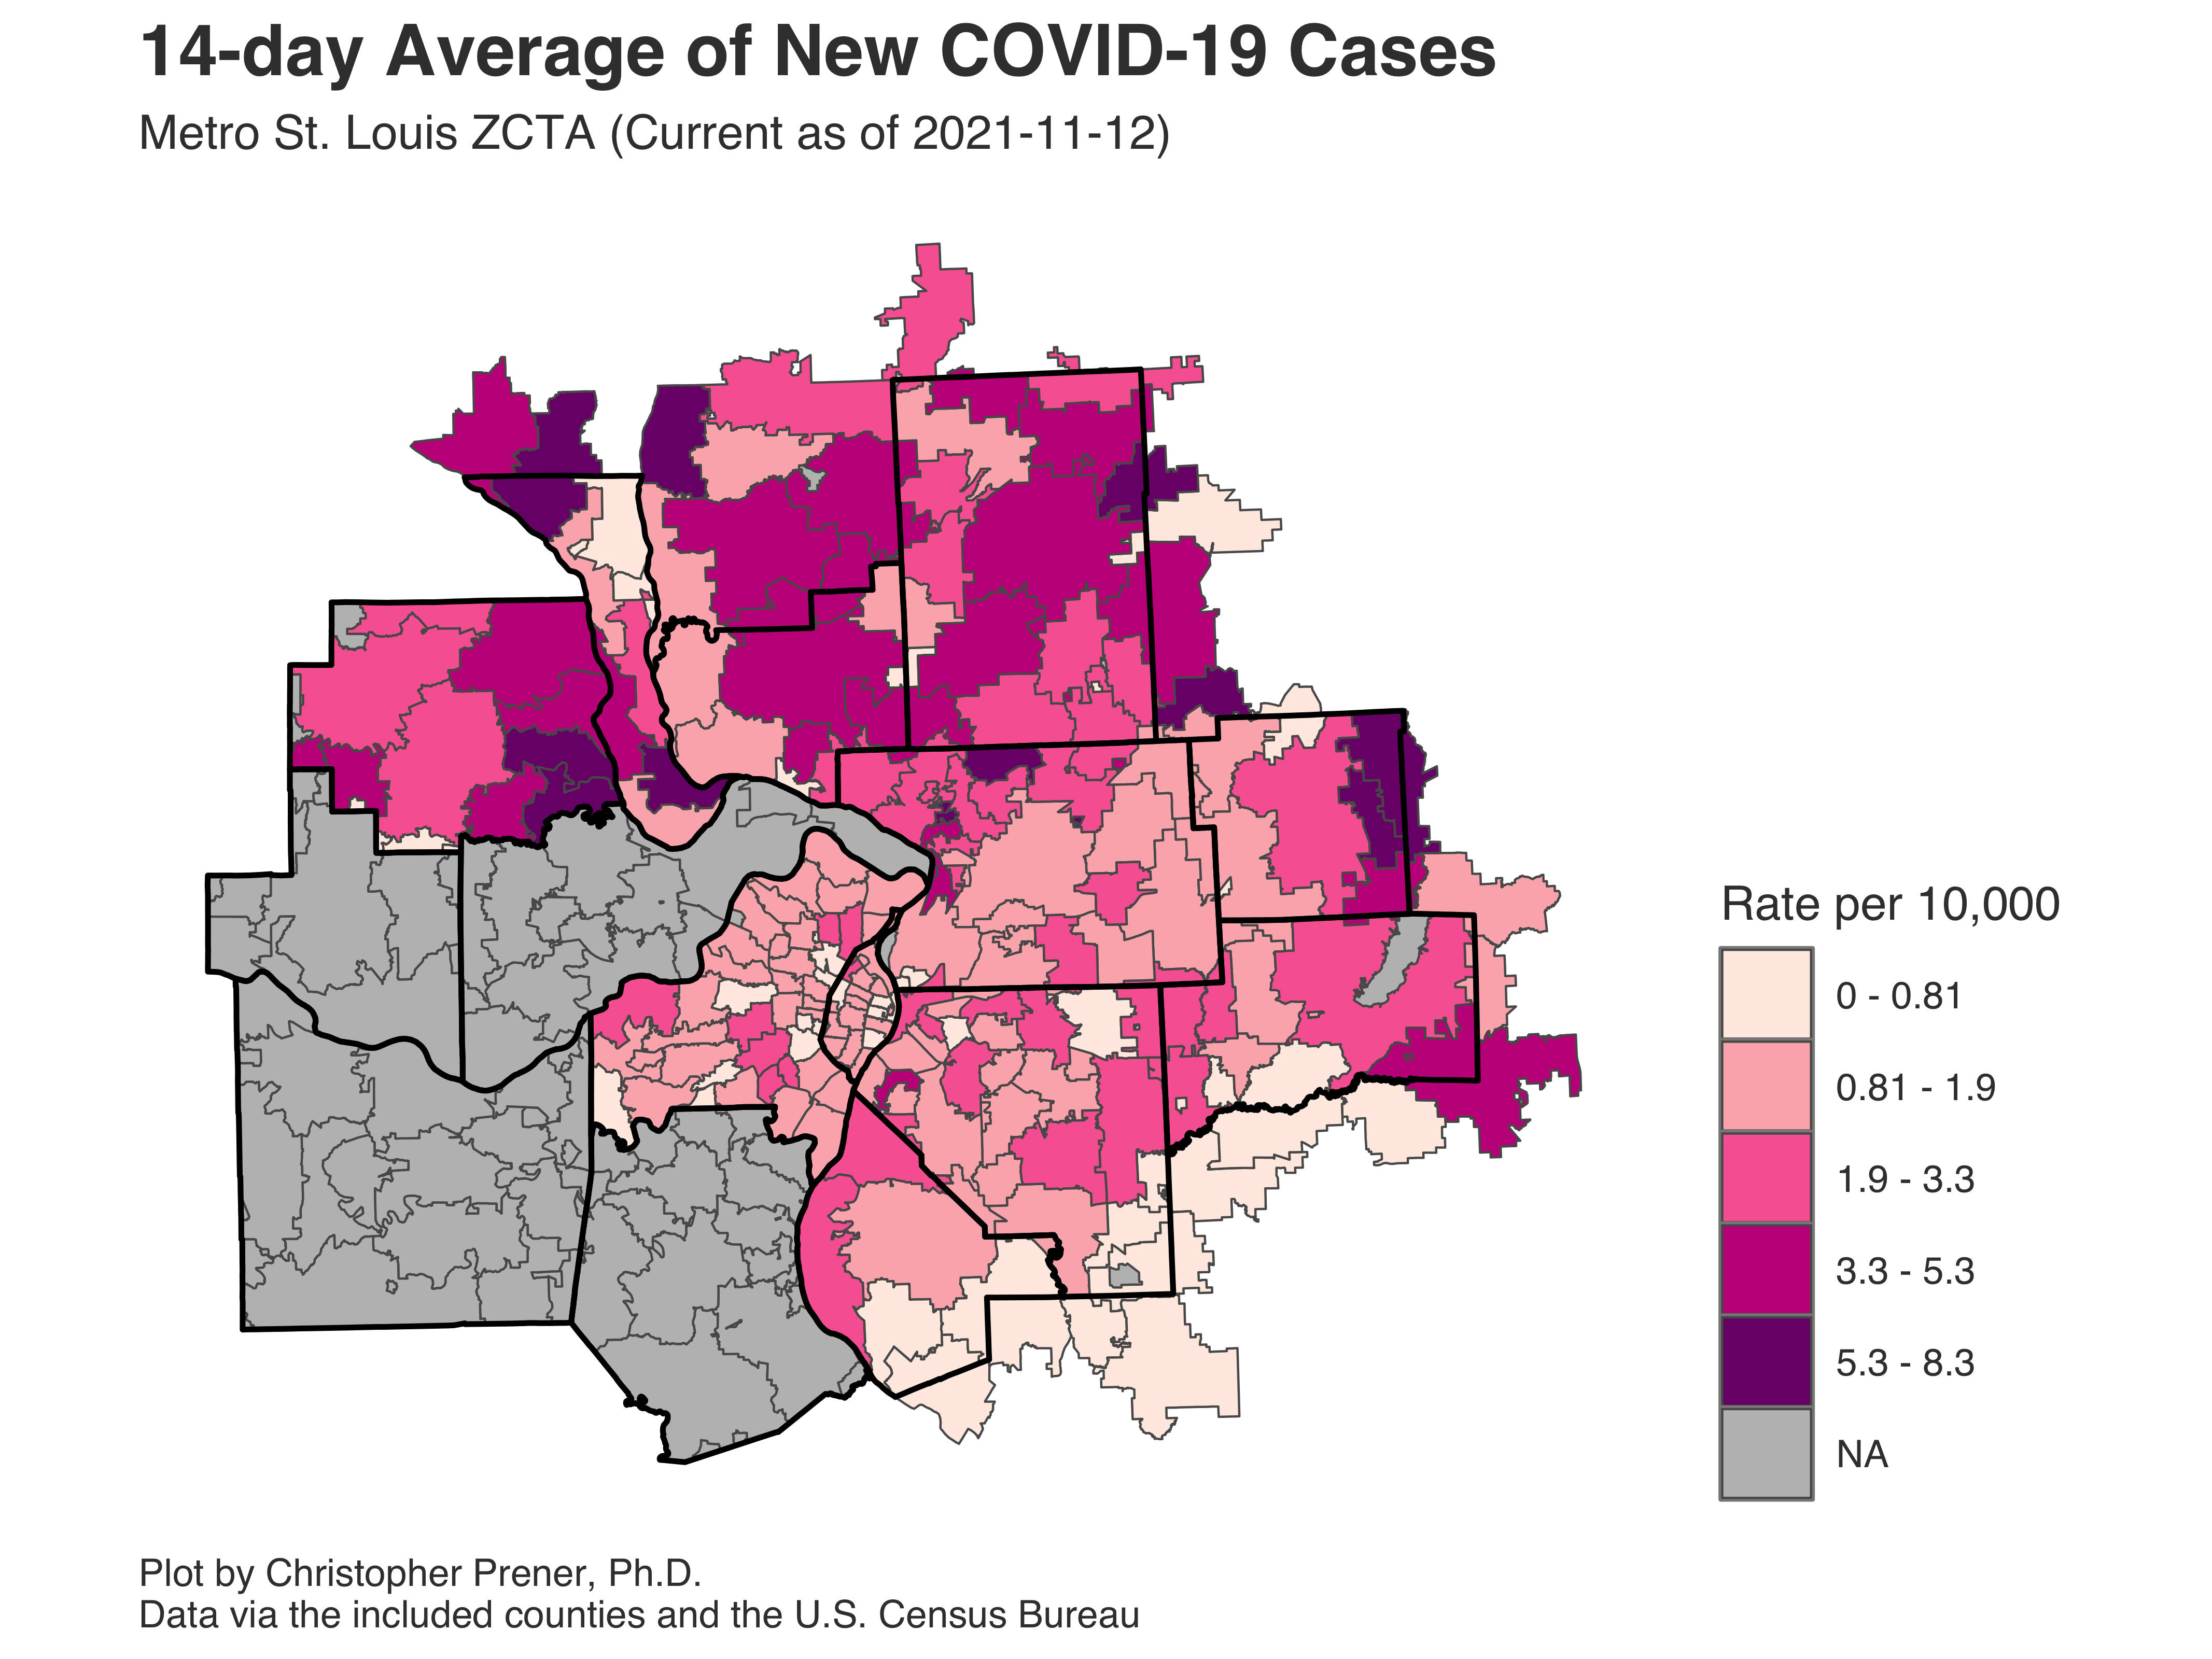 14-day Average of New COVID-19 Cases
Metro St. Louis ZCTA (Current as of 2021-11-12)
Rate per 10,000
0 - 0.81
0.81 - 1.9
1.9 - 3.3
3.3 - 5.3
5.3 - 8.3
NA
Plot by Christopher Prener, Ph.D.
Data via the included counties and the U.S. Census Bureau